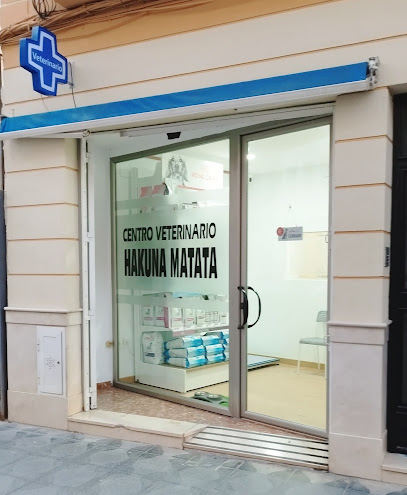 Veterinario
CENTRO VETERINARIO
HAKUNA MATATA